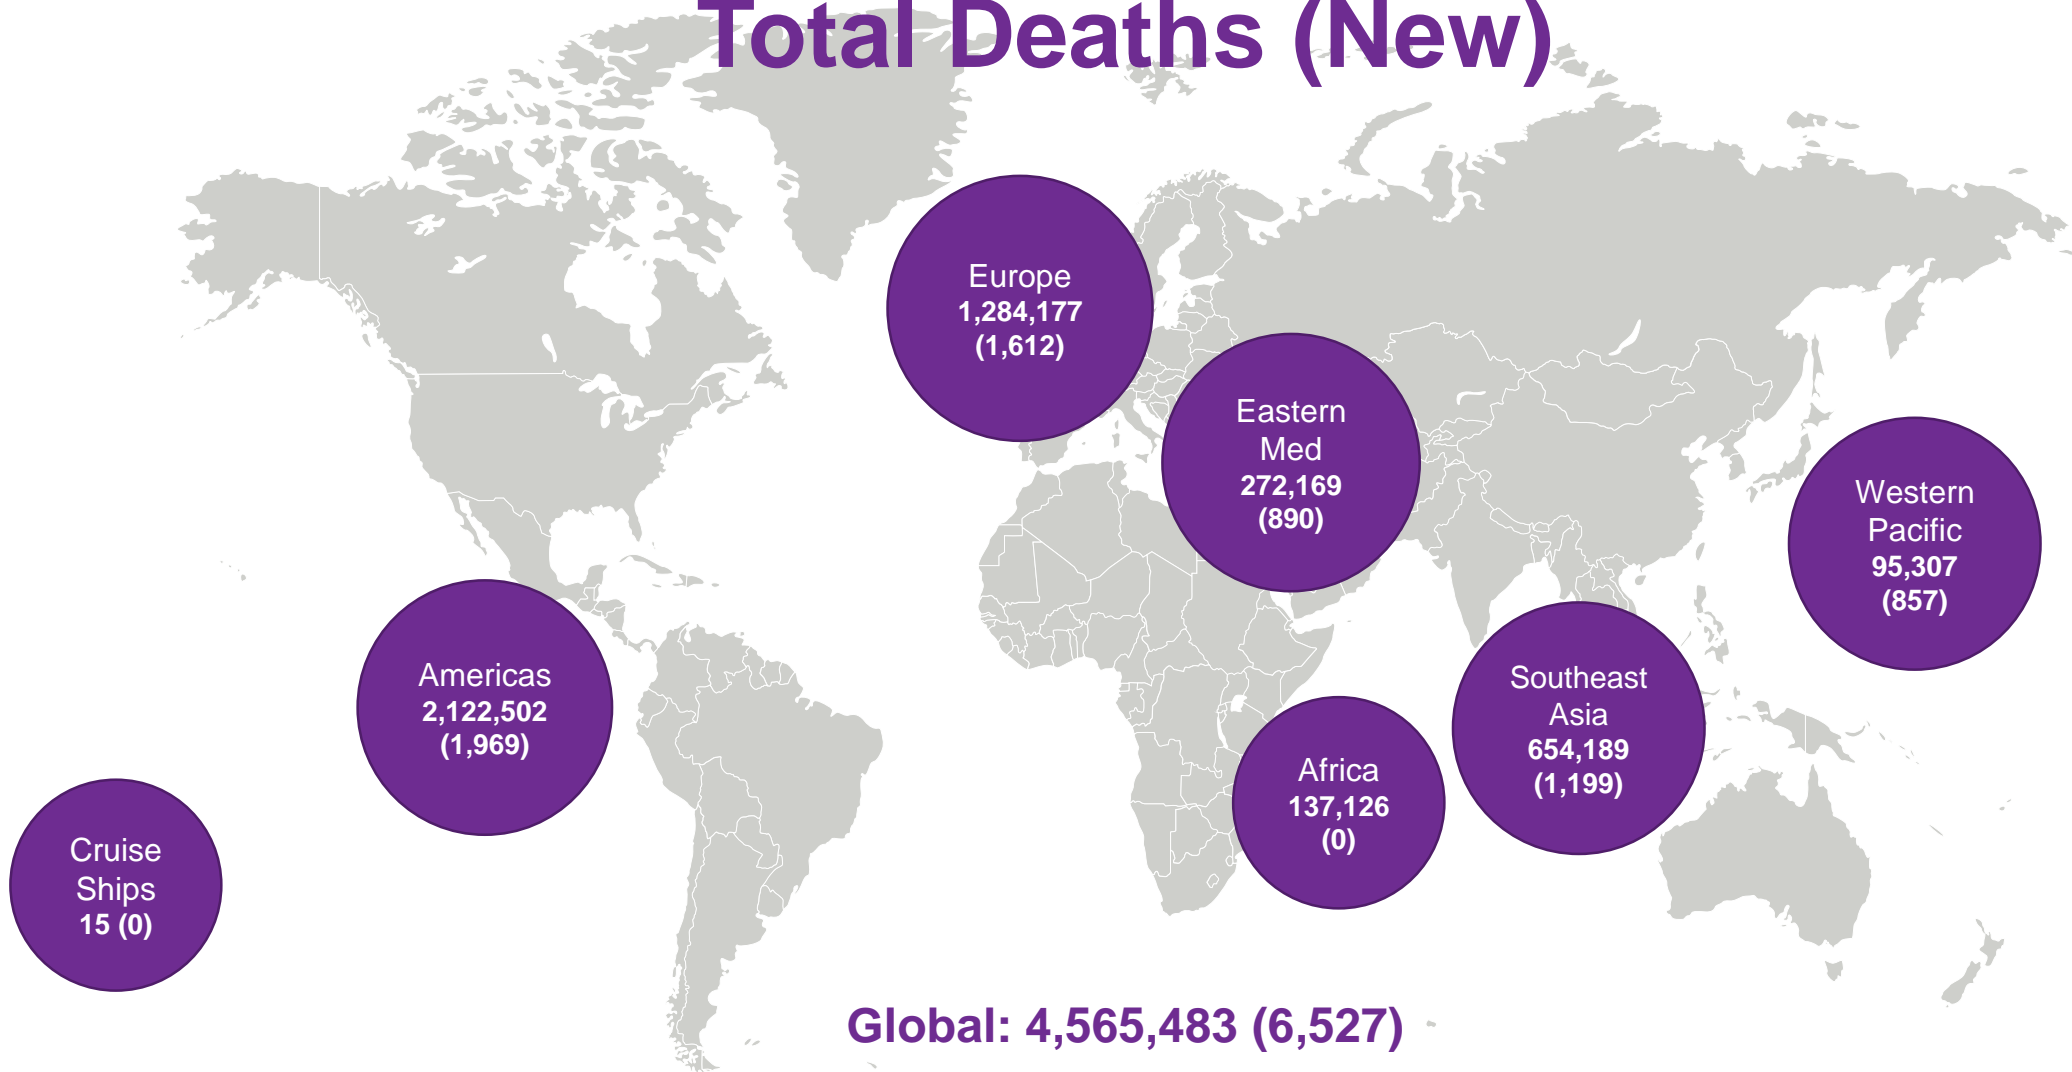 Total Deaths (New)
Europe
1,284,177
(1,612)
Eastern
Med
272,169
(890)
Western
Pacific
95,307
(857)
Americas
2,122,502
(1,969)
Southeast
Asia
654,189
(1,199)
Africa
137,126
(0)
Cruise
Ships
15 (0)
Global: 4,565,483 (6,527)